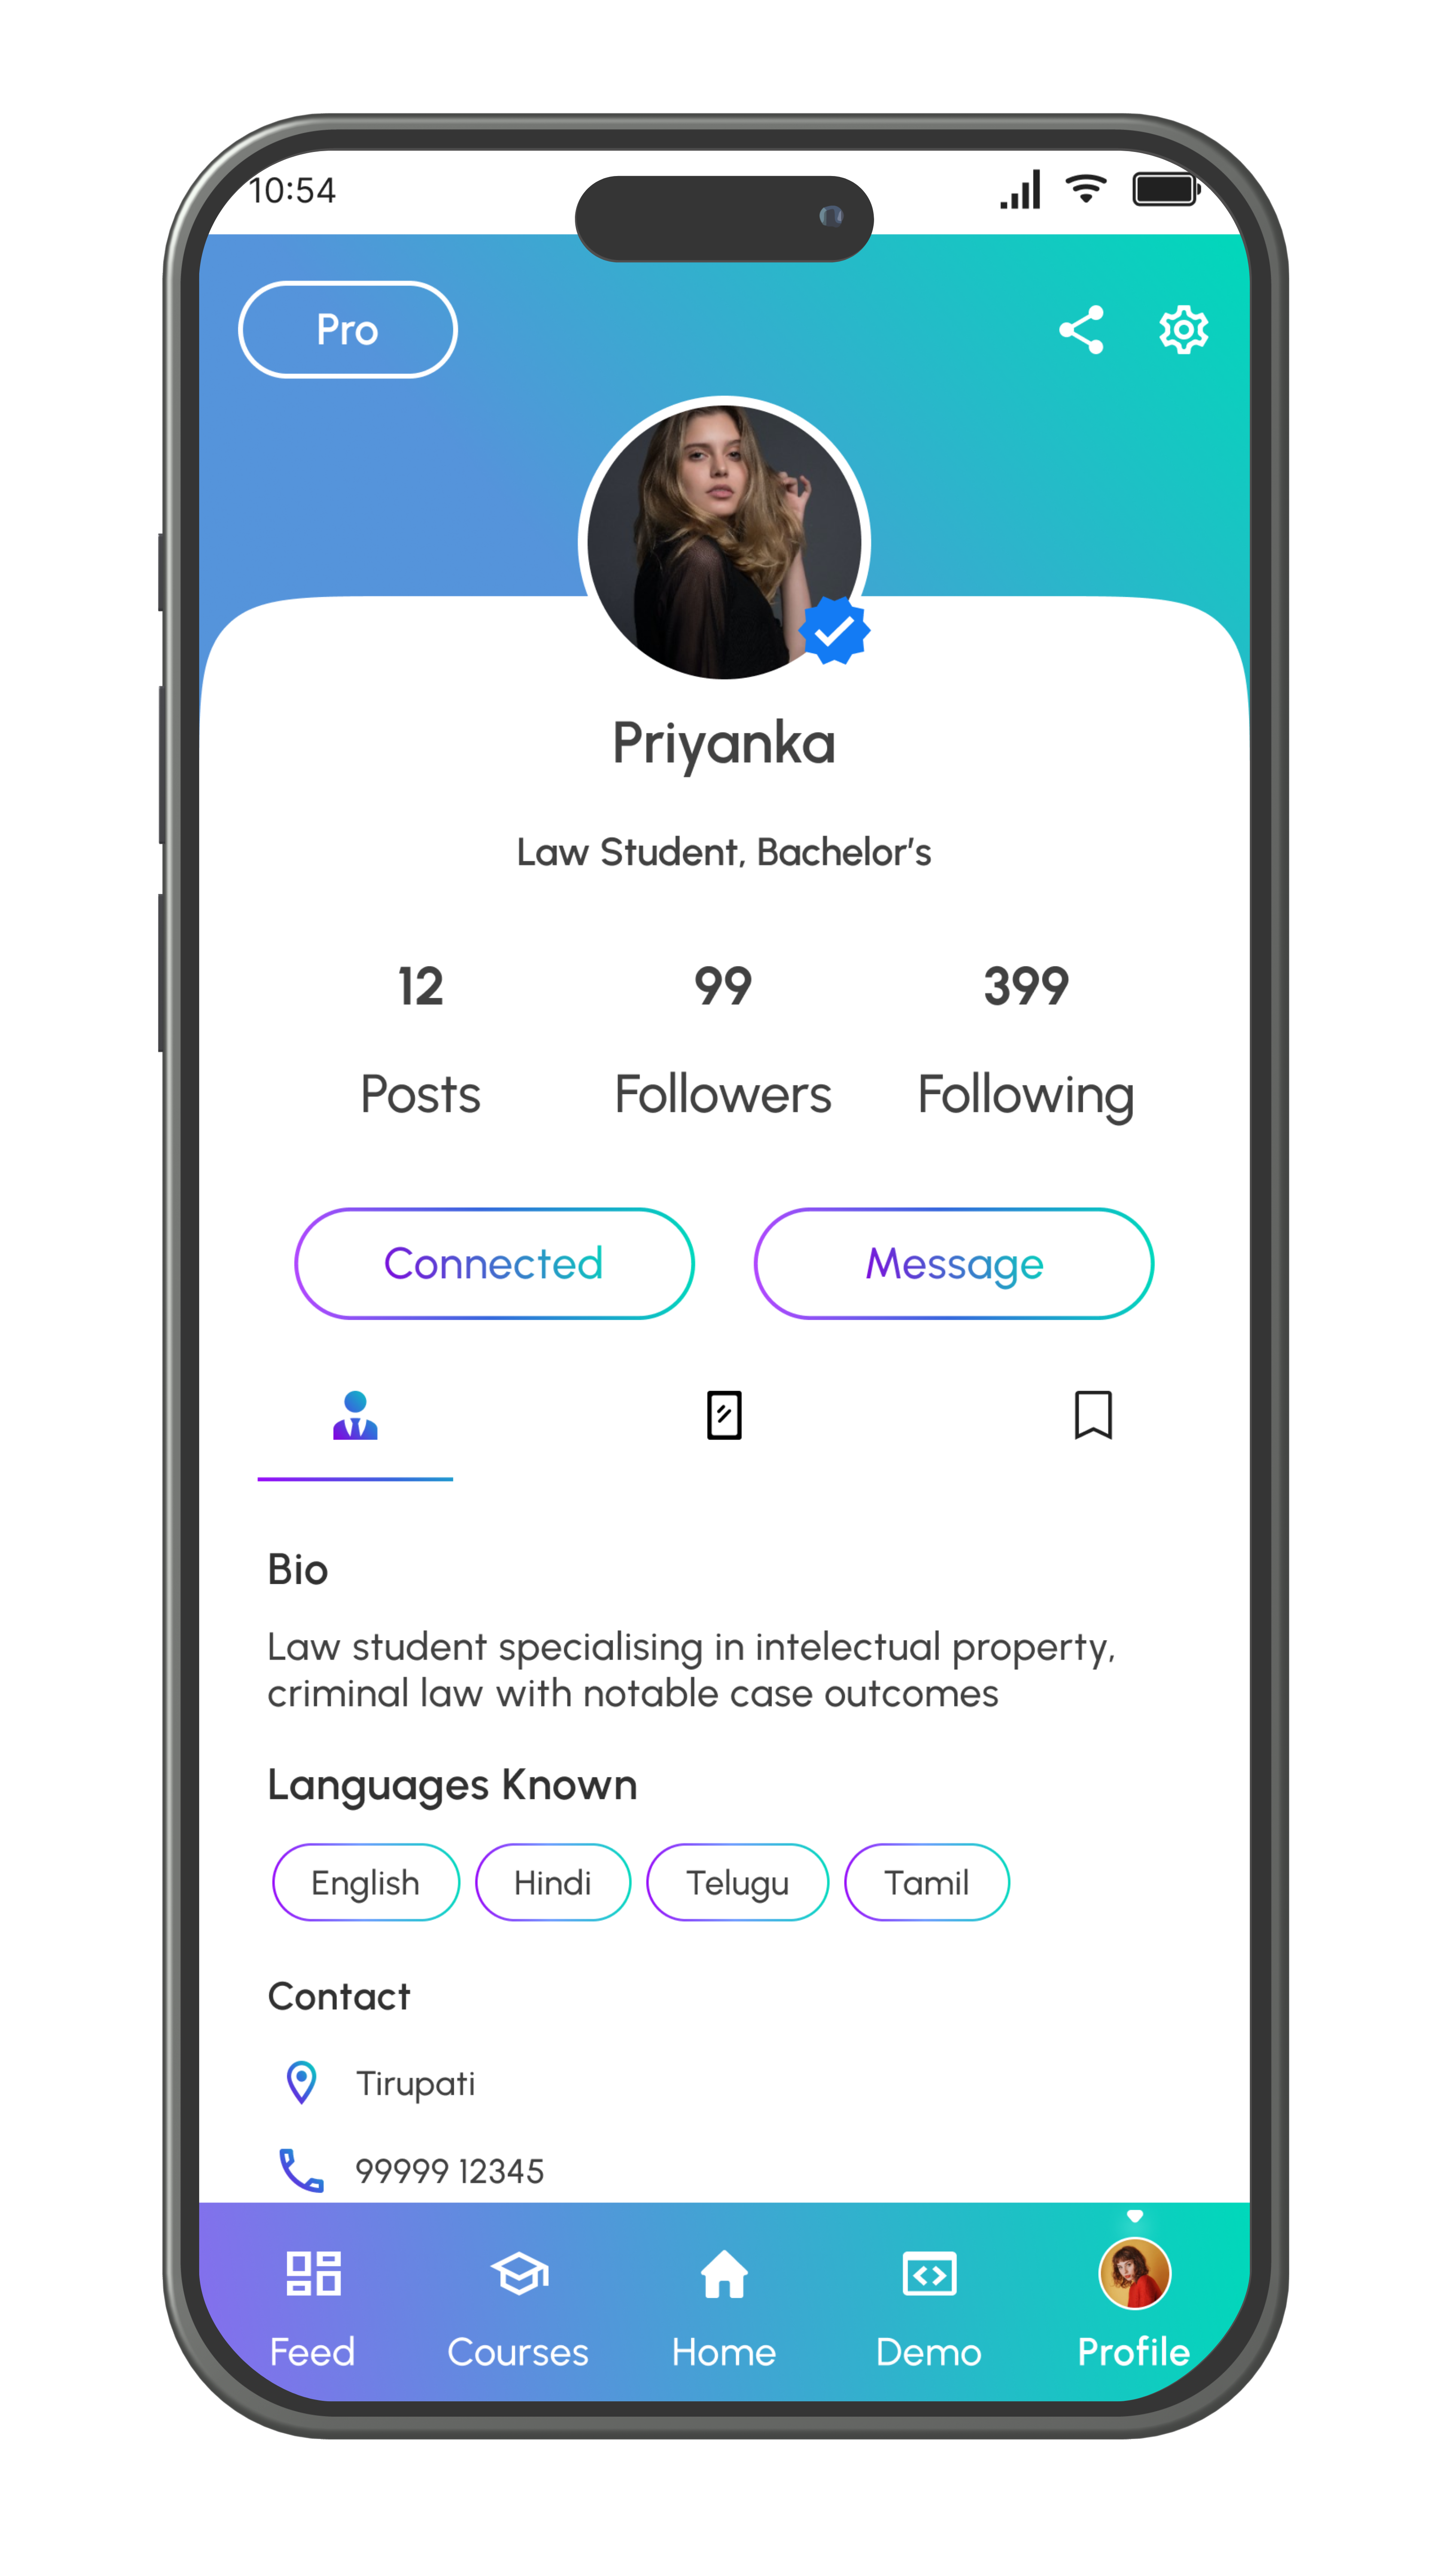 10:54
Pro
Priyanka
Law Student, Bachelor's
12 99 399
Posts Followers Following
Connected Message
Bio
Law student specialising in intelectual property,
criminal law with notable case outcomes
Languages Known
English Hindi Telugu Tamil
Contact
Tirupati
99999 12345
Feed Courses Home Demo Profile